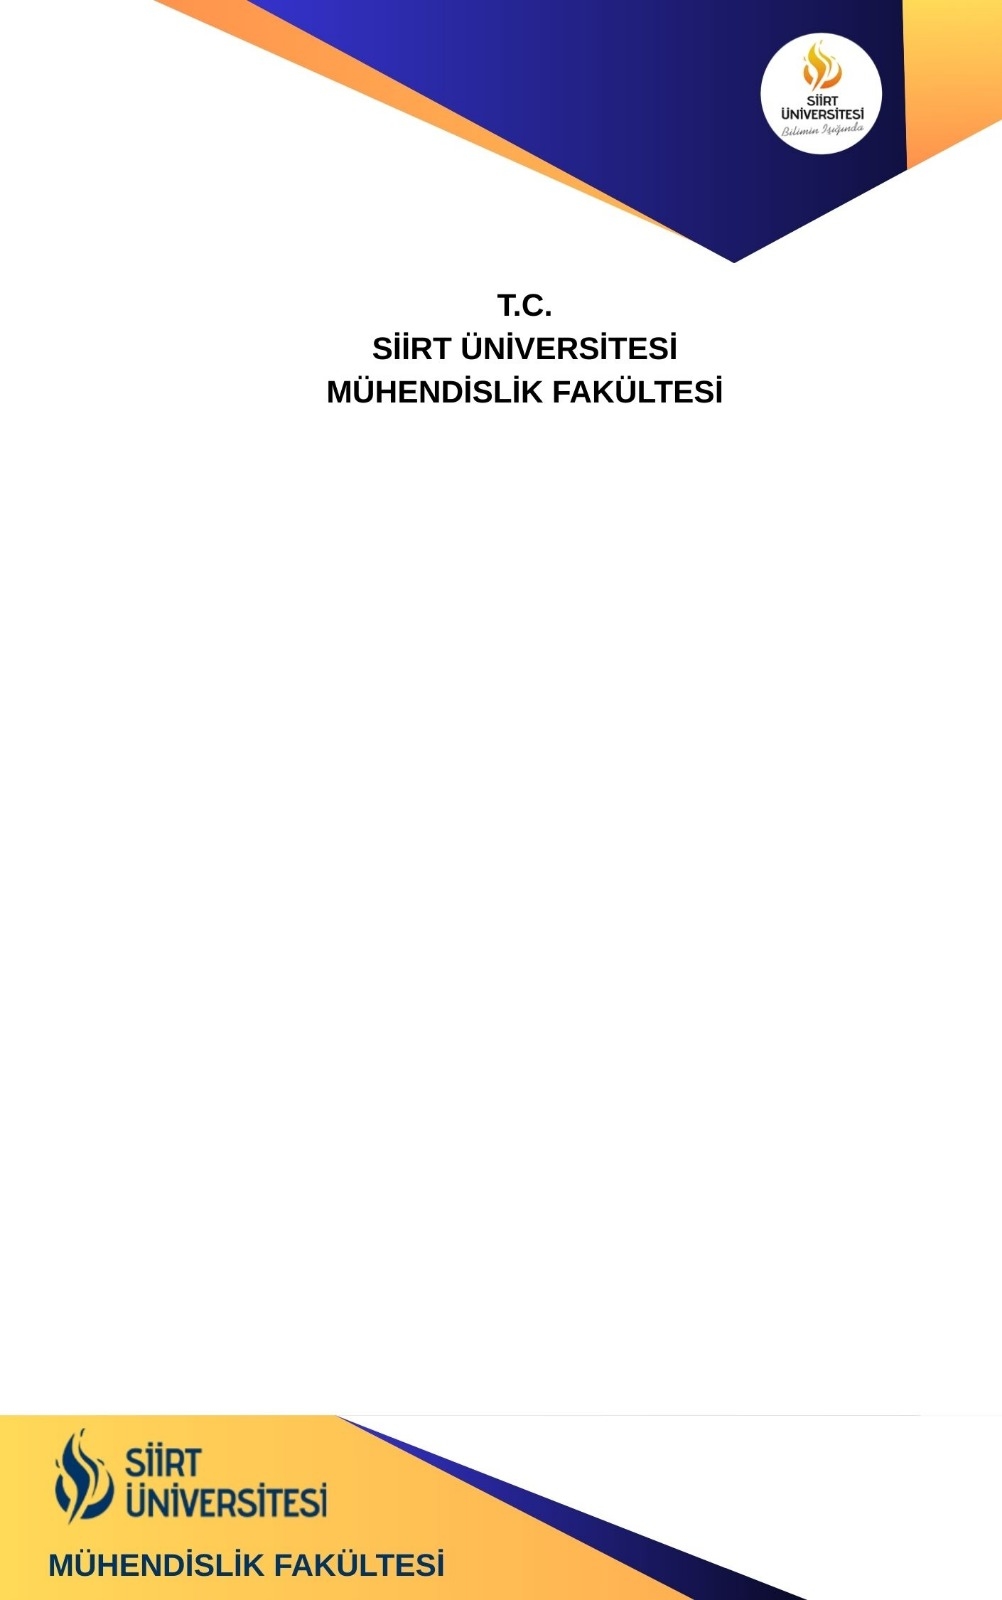 SİİRT
ÜNİVERSİTESİ
Bilimin Işığında
T.C.
SİİRT ÜNİVERSİTESİ
MÜHENDİSLİK FAKÜLTESİ
SİİRT
ÜNİVERSİTESİ
MÜHENDİSLİK FAKÜLTESİ